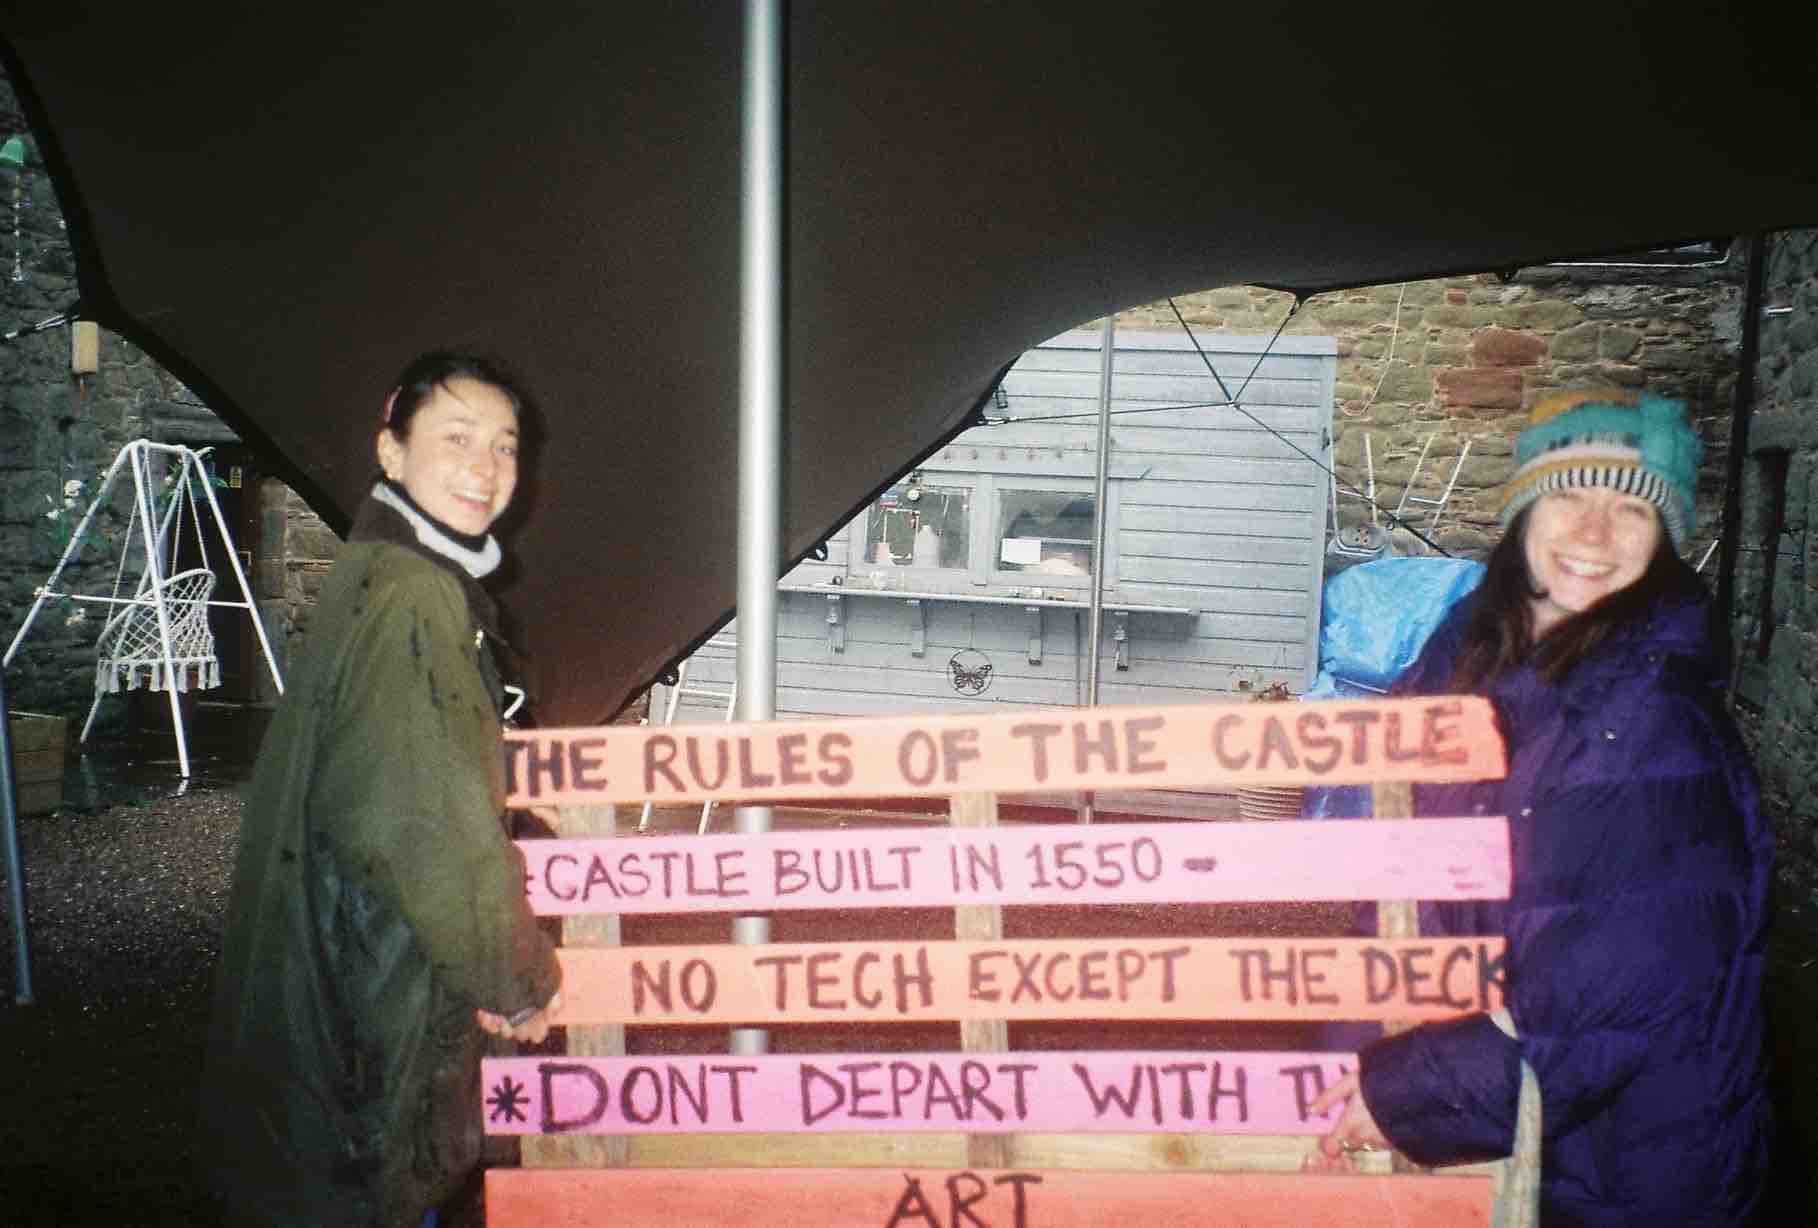 THE RULES OF THE CASTLE
* CASTLE BUILT IN 1550 -
NO TECH EXCEPT THE DECK
* DONT DEPART WITH
ART